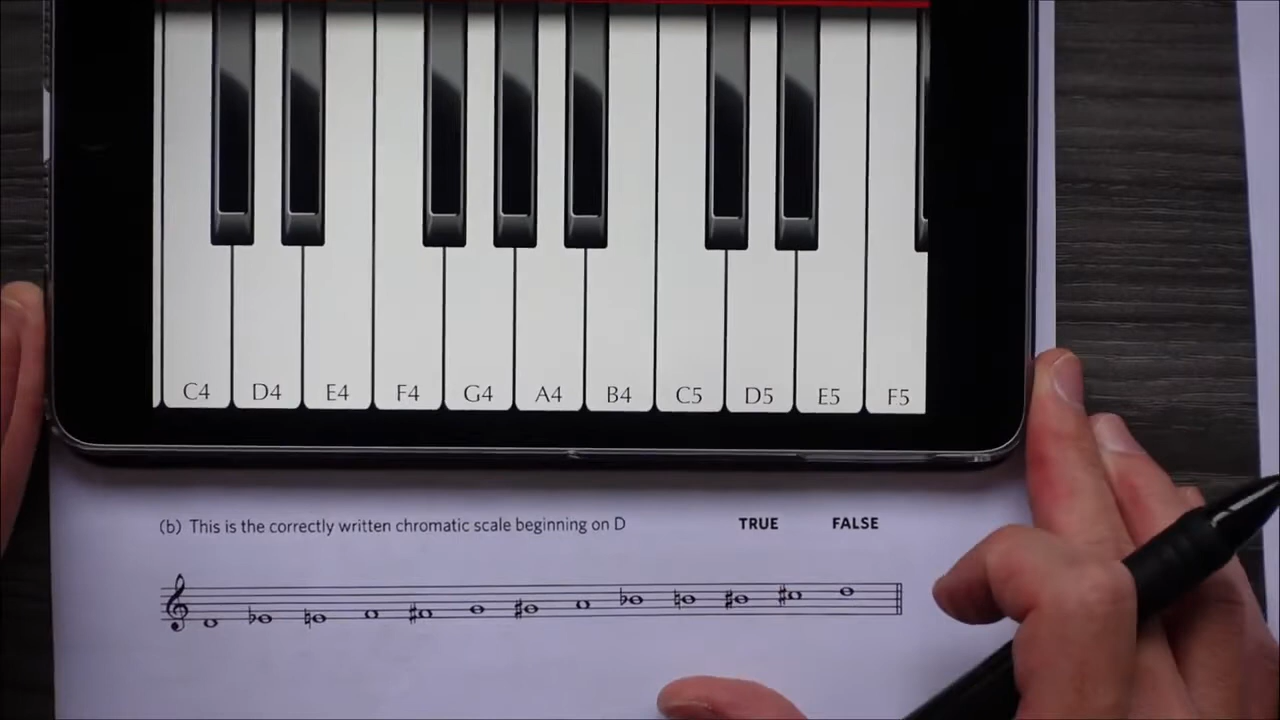 C4 D4 E4 F4 G4 A4 B4 C5 D5 E5 F5
(b) This is the correctly written chromatic scale beginning on D TRUE FALSE